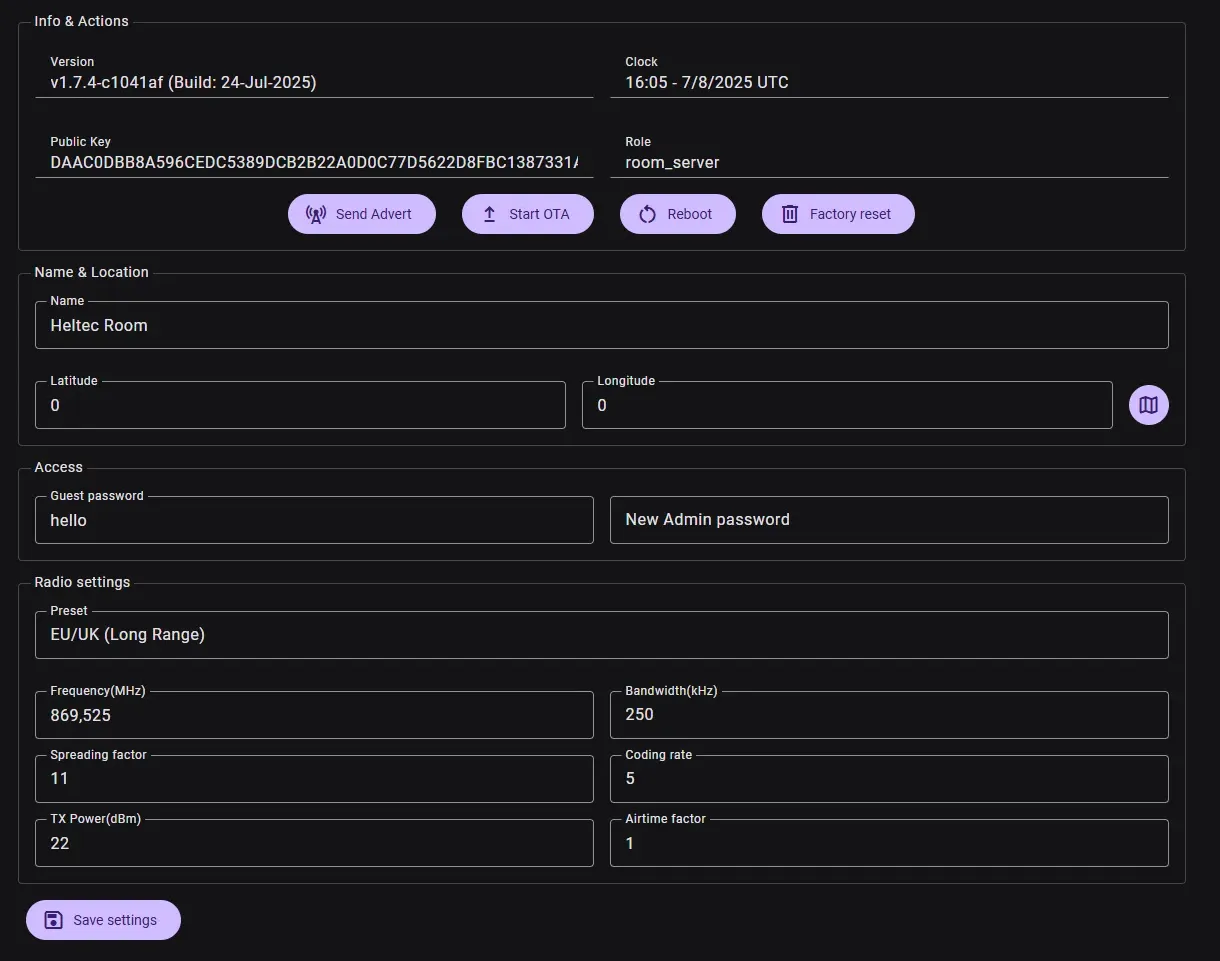 Info & Actions
Version
v1.7.4-c1041af (Build: 24-Jul-2025)
Clock
16:05 - 7/8/2025 UTC
Public Key
DAAC0DBB8A596CEDC5389DCB2B22A0D0C77D5622D8FBC1387331A
Role
room_server
Send Advert
Start OTA
Reboot
Factory reset
Name & Location
Name
Heltec Room
Latitude
0
Longitude
0
Access
Guest password
hello
New Admin password
Radio settings
Preset
EU/UK (Long Range)
Frequency(MHz)
869,525
Bandwidth(kHz)
250
Spreading factor
11
Coding rate
5
TX Power(dBm)
22
Airtime factor
1
Save settings